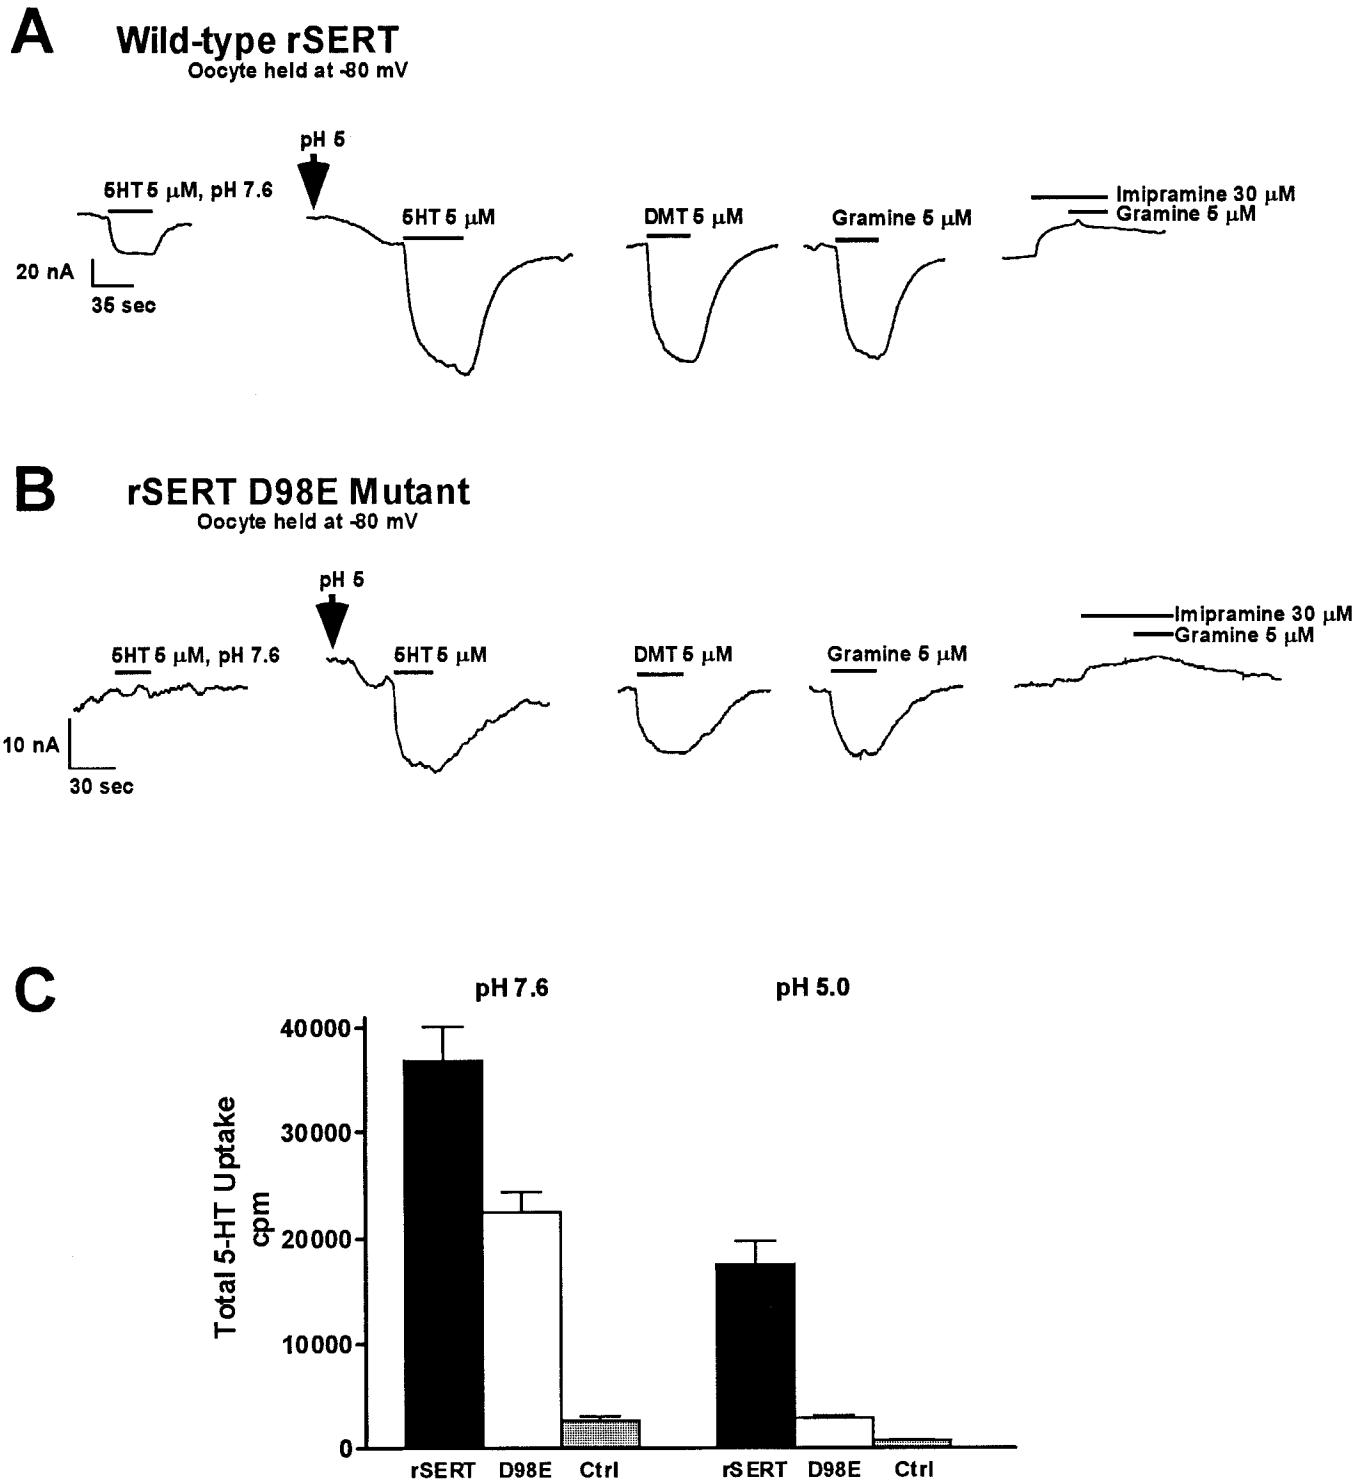 A
Wild-type rSERT
Oocyte held at -80 mV
pH 5
5HT 5 μM, pH 7.6
5HT 5 μM
DMT 5 μM
Gramine 5 μM
Imipramine 30 μM
Gramine 5 μM
20 nA
35 sec
B
rSERT D98E Mutant
Oocyte held at -80 mV
pH 5
5HT 5 μM, pH 7.6
5HT 5 μM
DMT 5 μM
Gramine 5 μM
Imipramine 30 μM
Gramine 5 μM
10 nA
30 sec
C
pH 7.6
pH 5.0
Total 5-HT Uptake
cpm
40000
30000
20000
10000
0
rSERT
D98E
Ctrl
rSERT
D98E
Ctrl